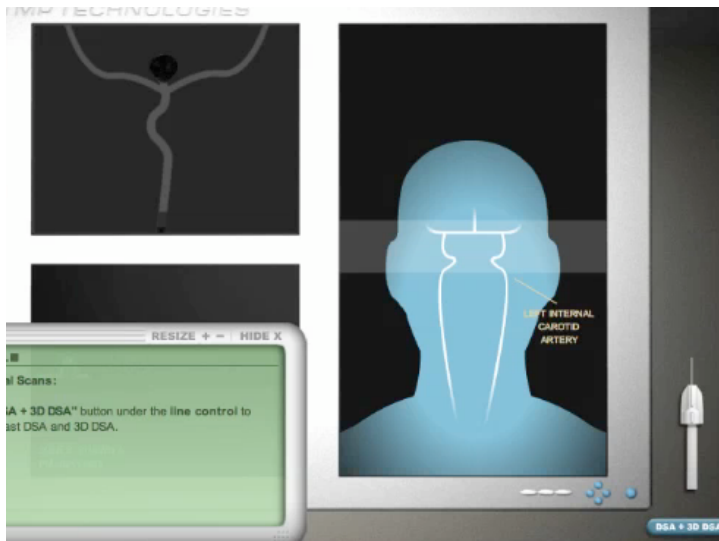 TMP TECHNOLOGIES
LEFT INTERNAL
CAROTID
ARTERY
RESIZE + − HIDE X
al Scans:
SA + 3D DSA" button under the line control to
ast DSA and 3D DSA.
DSA + 3D DSA